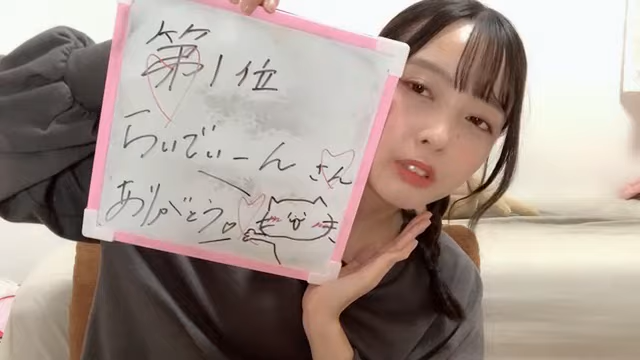 第1位
らいでぃーんさん
ありがとう。